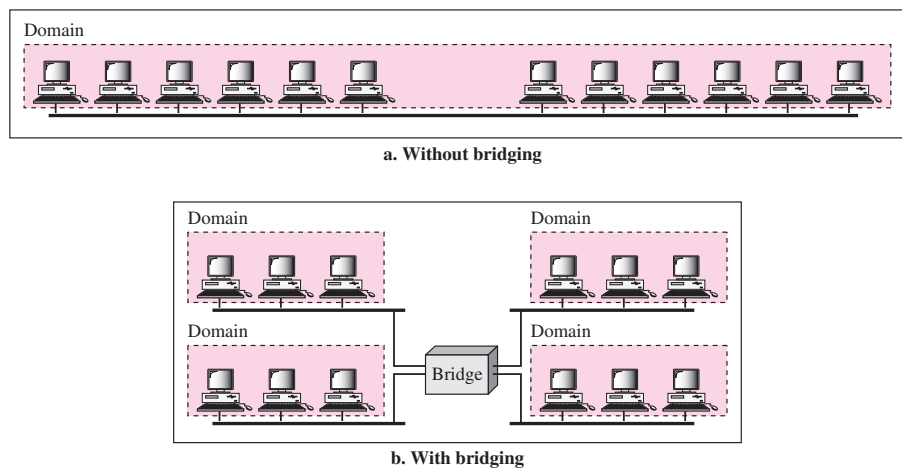 Domain
a. Without bridging
Domain
Domain
Domain
Domain
Bridge
b. With bridging